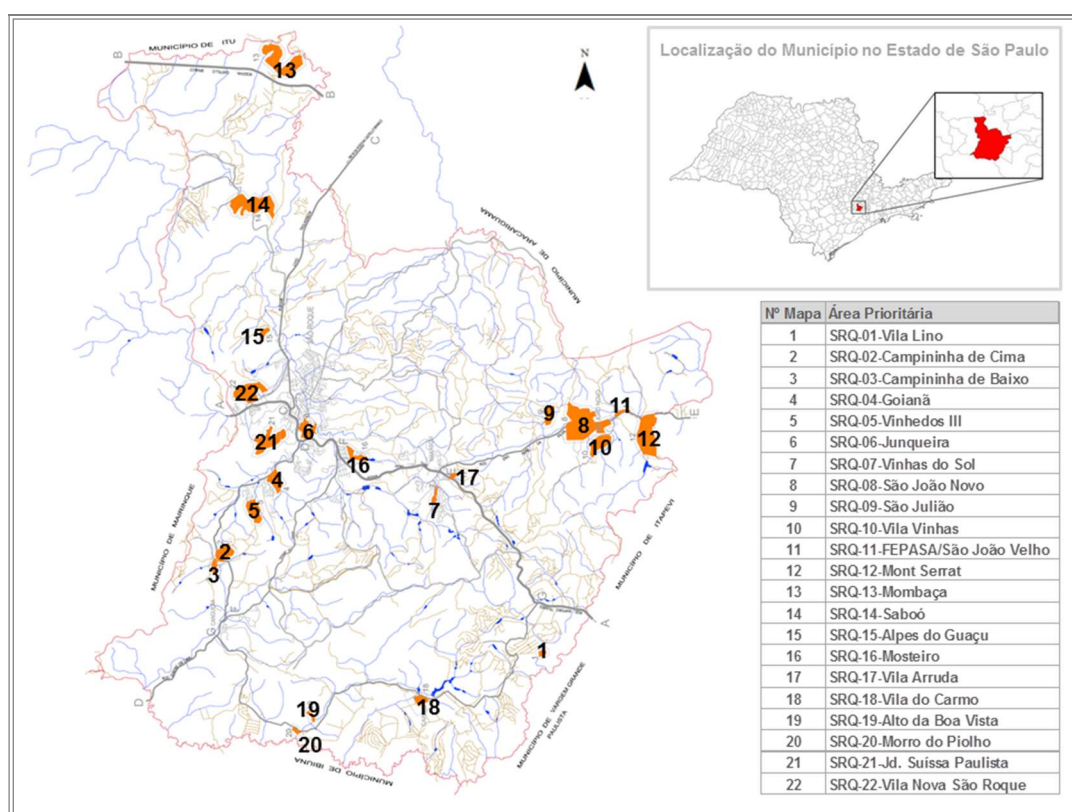 MUNICÍPIO DE ITU
B
13
B
N
Localização do Município no Estado de São Paulo
C
14
MUNICÍPIO DE ARAÇARIGUAMA
15
22
A
21
6
F
16
4
5
9
8
11
10
12
E
17
7
MUNICÍPIO DE MAIRINQUE
2
3
MUNICÍPIO DE ITAPEVI
G
F
G
A
1
D
18
19
20
MUNICÍPIO DE VARGEM GRANDE
PAULISTA
MUNICÍPIO DE IBIUNA
Nº Mapa Área Prioritária
1 SRQ-01-Vila Lino
2 SRQ-02-Campininha de Cima
3 SRQ-03-Campininha de Baixo
4 SRQ-04-Goianã
5 SRQ-05-Vinhedos III
6 SRQ-06-Junqueira
7 SRQ-07-Vinhas do Sol
8 SRQ-08-São João Novo
9 SRQ-09-São Julião
10 SRQ-10-Vila Vinhas
11 SRQ-11-FEPASA/São João Velho
12 SRQ-12-Mont Serrat
13 SRQ-13-Mombaça
14 SRQ-14-Saboó
15 SRQ-15-Alpes do Guaçu
16 SRQ-16-Mosteiro
17 SRQ-17-Vila Arruda
18 SRQ-18-Vila do Carmo
19 SRQ-19-Alto da Boa Vista
20 SRQ-20-Morro do Piolho
21 SRQ-21-Jd. Suíssa Paulista
22 SRQ-22-Vila Nova São Roque